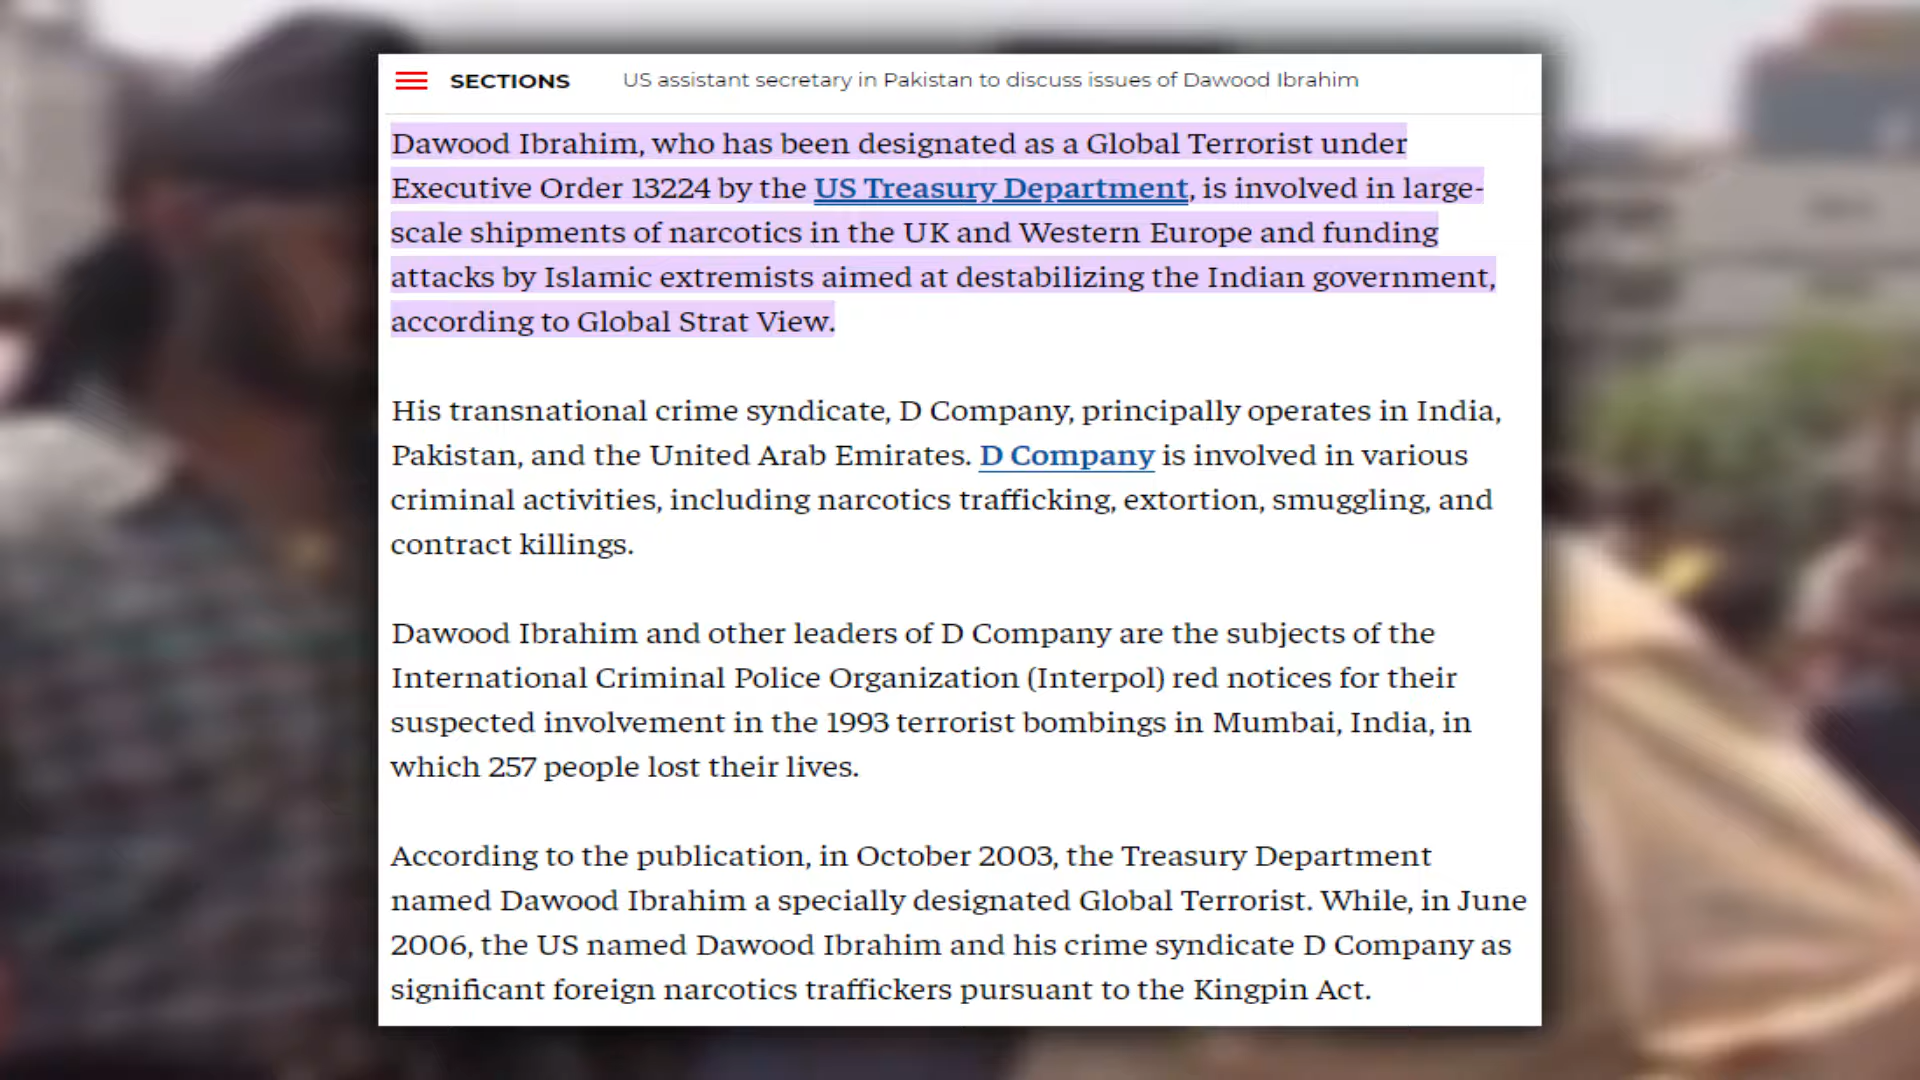 SECTIONS US assistant secretary in Pakistan to discuss issues of Dawood Ibrahim
Dawood Ibrahim, who has been designated as a Global Terrorist under
Executive Order 13224 by the US Treasury Department, is involved in large-
scale shipments of narcotics in the UK and Western Europe and funding
attacks by Islamic extremists aimed at destabilizing the Indian government,
according to Global Strat View.
His transnational crime syndicate, D Company, principally operates in India,
Pakistan, and the United Arab Emirates. D Company is involved in various
criminal activities, including narcotics trafficking, extortion, smuggling, and
contract killings.
Dawood Ibrahim and other leaders of D Company are the subjects of the
International Criminal Police Organization (Interpol) red notices for their
suspected involvement in the 1993 terrorist bombings in Mumbai, India, in
which 257 people lost their lives.
According to the publication, in October 2003, the Treasury Department
named Dawood Ibrahim a specially designated Global Terrorist. While, in June
2006, the US named Dawood Ibrahim and his crime syndicate D Company as
significant foreign narcotics traffickers pursuant to the Kingpin Act.